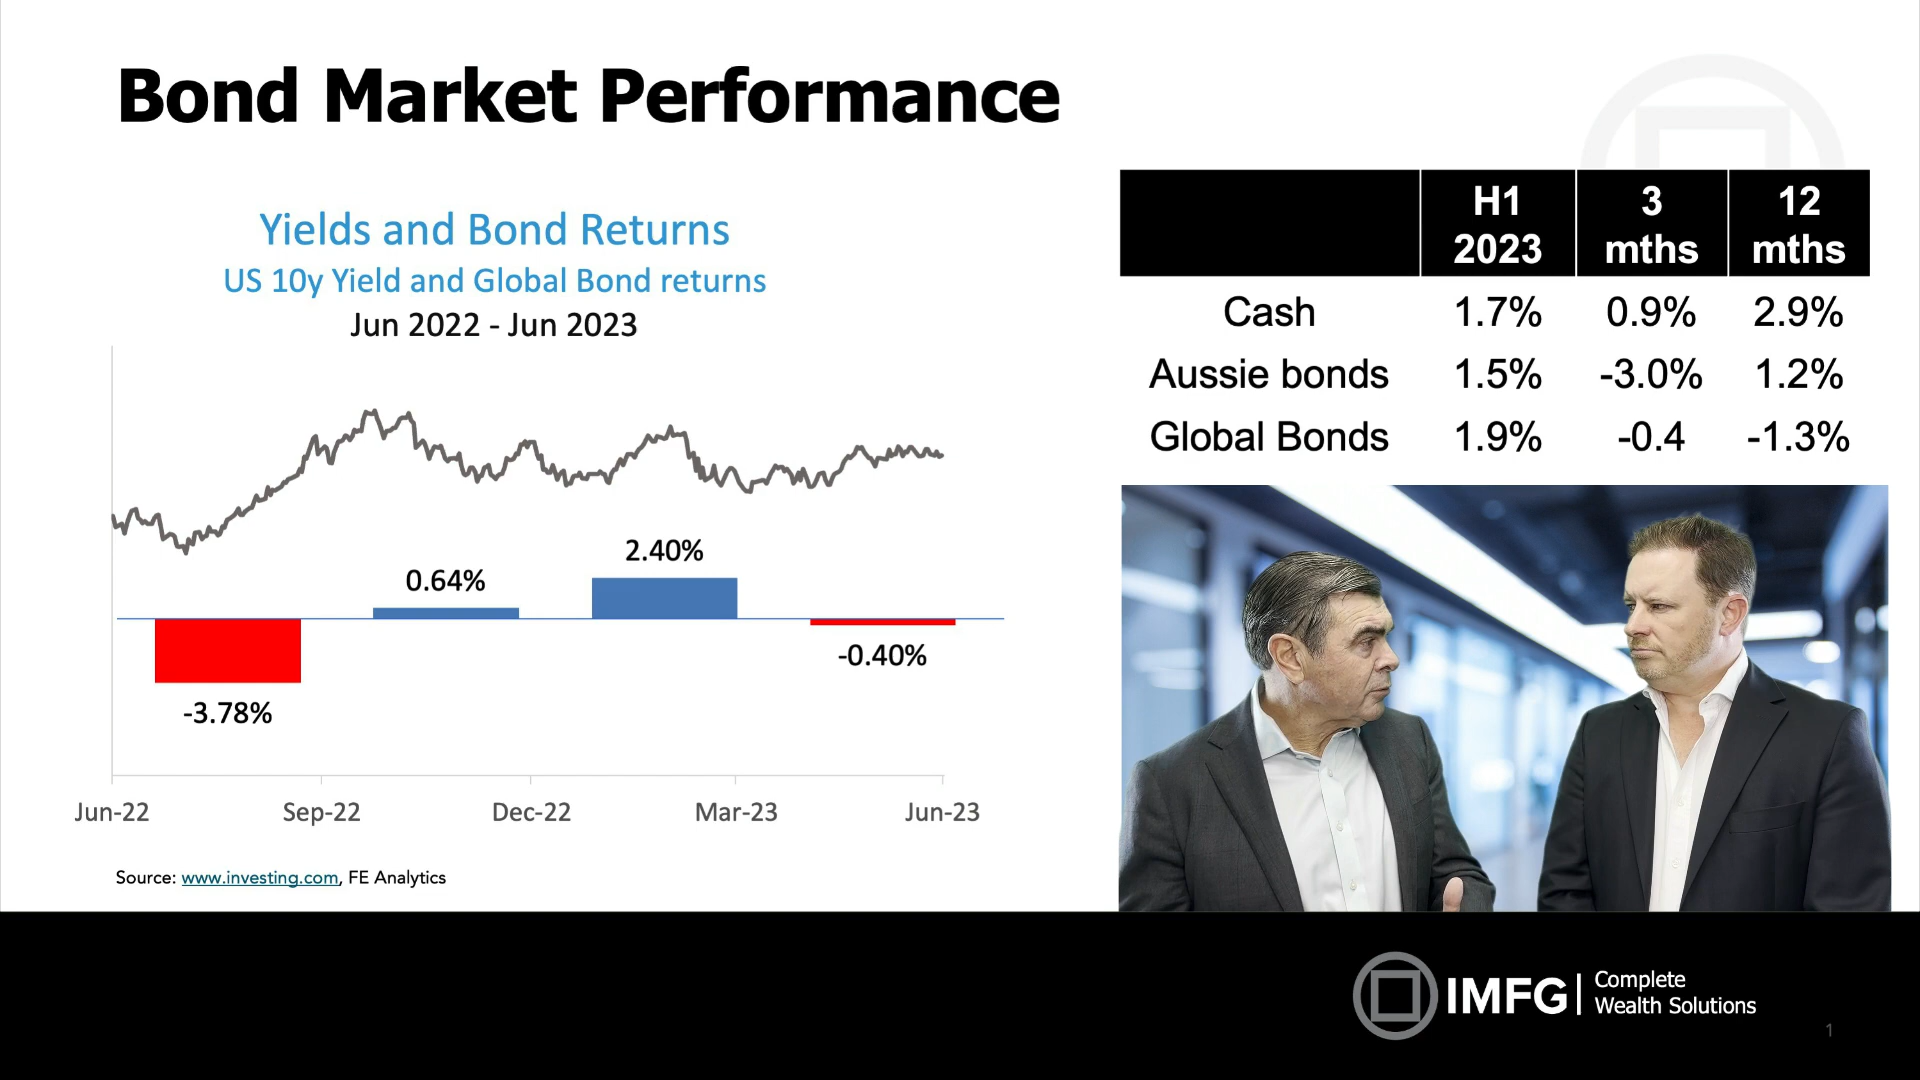 Bond Market Performance
Yields and Bond Returns
US 10y Yield and Global Bond returns
Jun 2022 - Jun 2023
0.64%
2.40%
-3.78%
-0.40%
Jun-22 Sep-22 Dec-22 Mar-23 Jun-23
Source: www.investing.com, FE Analytics
H1 2023 3 mths 12 mths
Cash 1.7% 0.9% 2.9%
Aussie bonds 1.5% -3.0% 1.2%
Global Bonds 1.9% -0.4 -1.3%
IMFG
Complete
Wealth Solutions
1